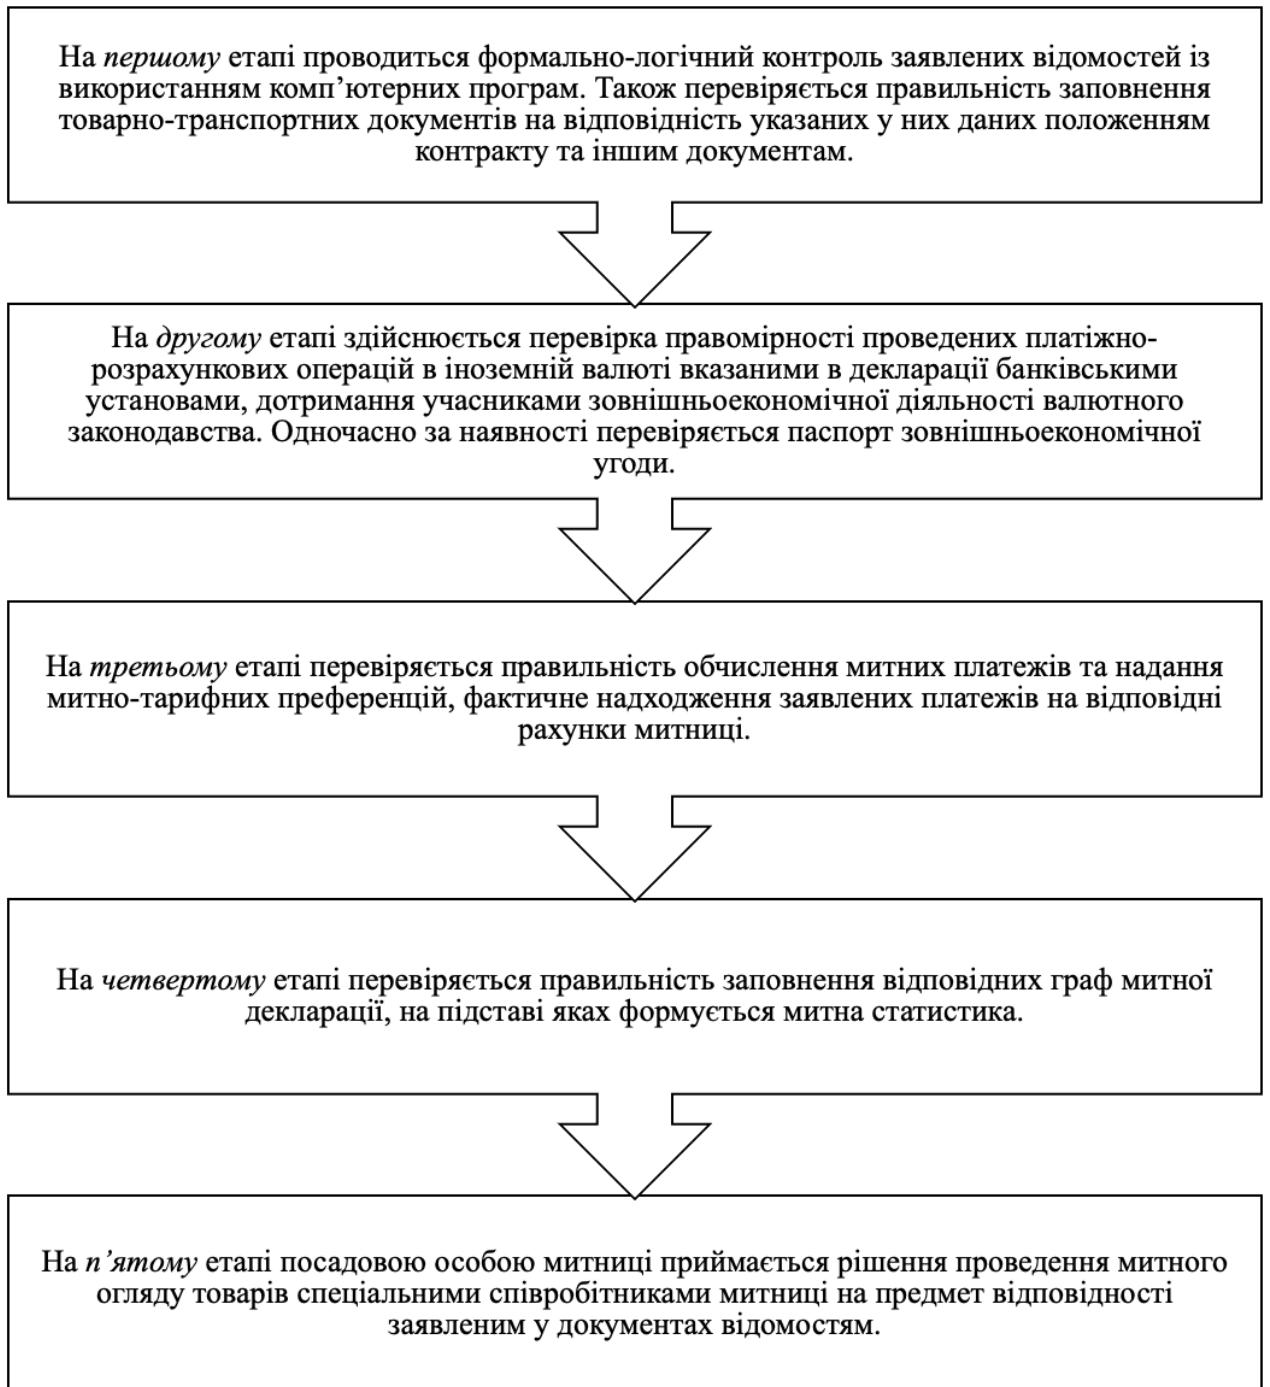 На першому етапі проводиться формально-логічний контроль заявлених відомостей із
використанням комп’ютерних програм. Також перевіряється правильність заповнення
товарно-транспортних документів на відповідність указаних у них даних положенням
контракту та іншим документам.
На другому етапі здійснюється перевірка правомірності проведених платіжно-
розрахункових операцій в іноземній валюті вказаними в декларації банківськими
установами, дотримання учасниками зовнішньоекономічної діяльності валютного
законодавства. Одночасно за наявності перевіряється паспорт зовнішньоекономічної
угоди.
На третьому етапі перевіряється правильність обчислення митних платежів та надання
митно-тарифних преференцій, фактичне надходження заявлених платежів на відповідні
рахунки митниці.
На четвертому етапі перевіряється правильність заповнення відповідних граф митної
декларації, на підставі яких формується митна статистика.
На п’ятому етапі посадовою особою митниці приймається рішення проведення митного
огляду товарів спеціальними співробітниками митниці на предмет відповідності
заявленим у документах відомостям.